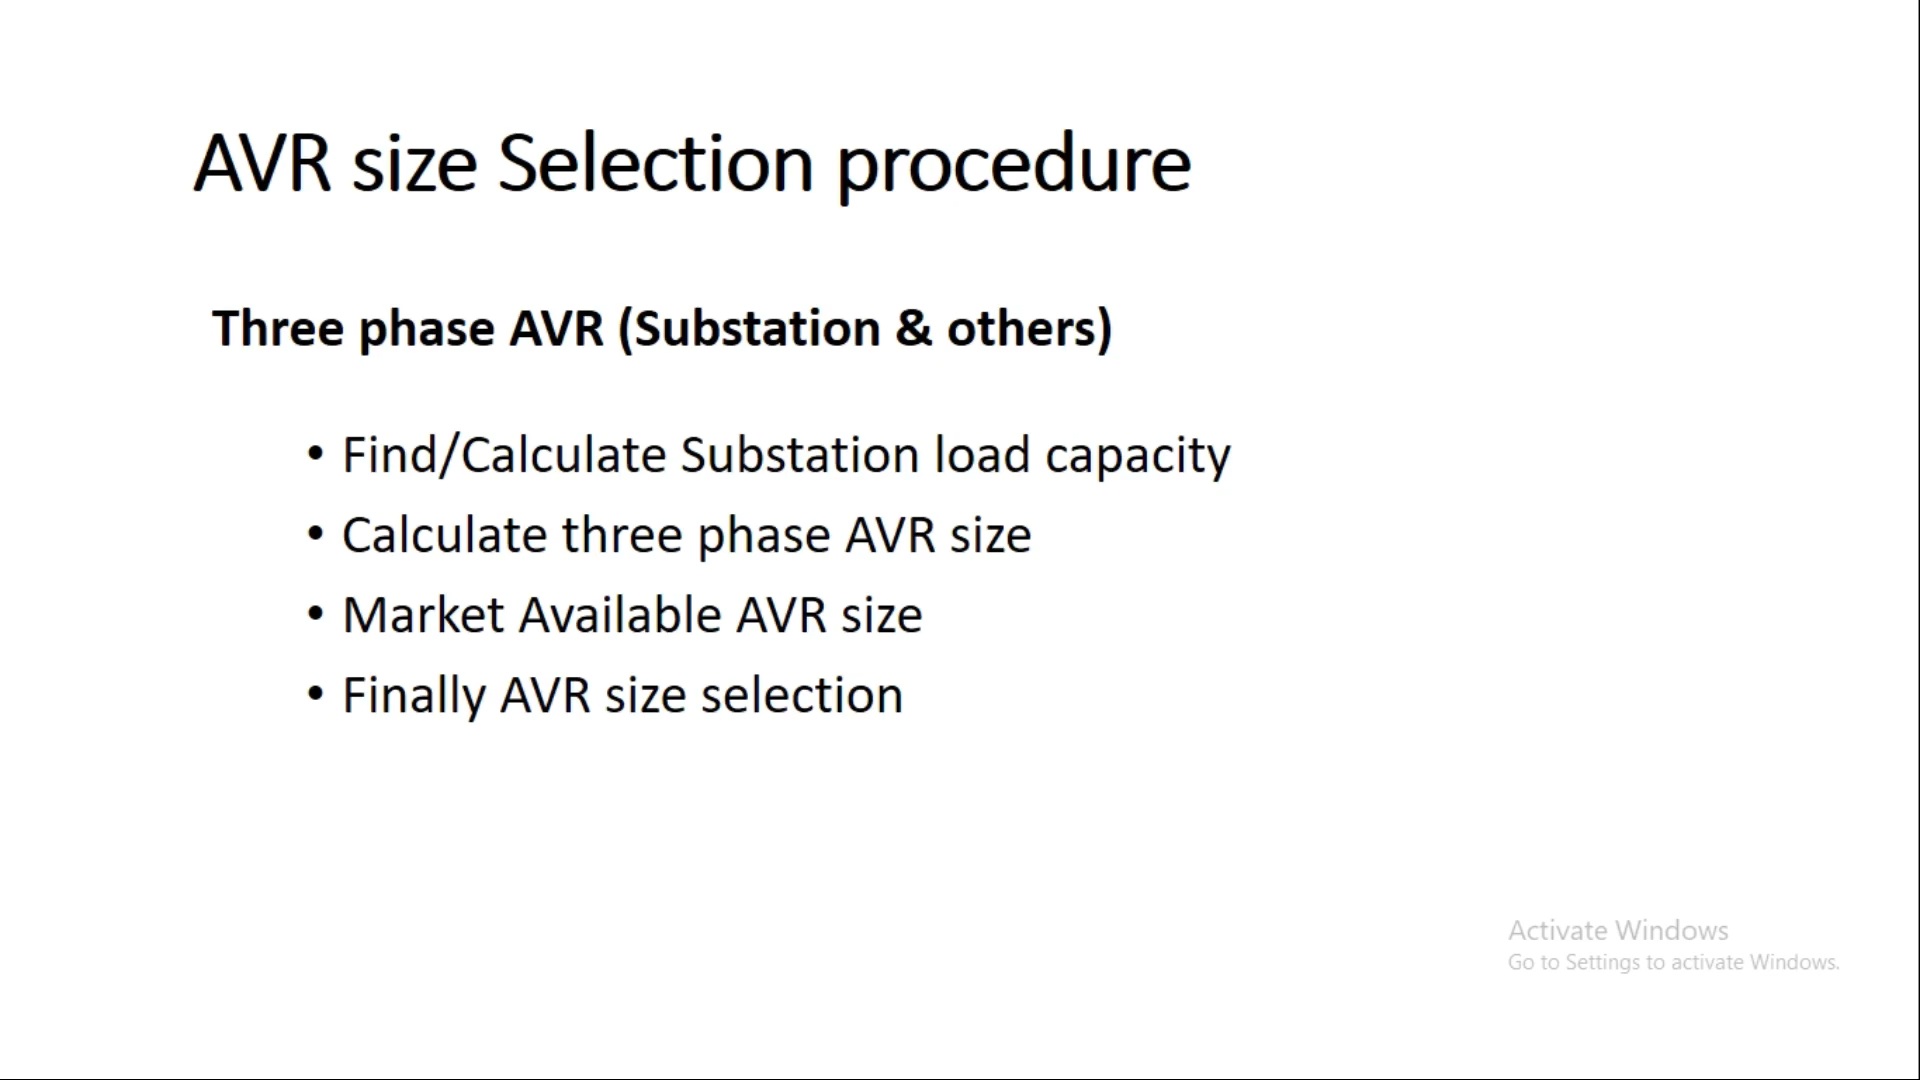 AVR size Selection procedure
Three phase AVR (Substation & others)
• Find/Calculate Substation load capacity
• Calculate three phase AVR size
• Market Available AVR size
• Finally AVR size selection
Activate Windows
Go to Settings to activate Windows.